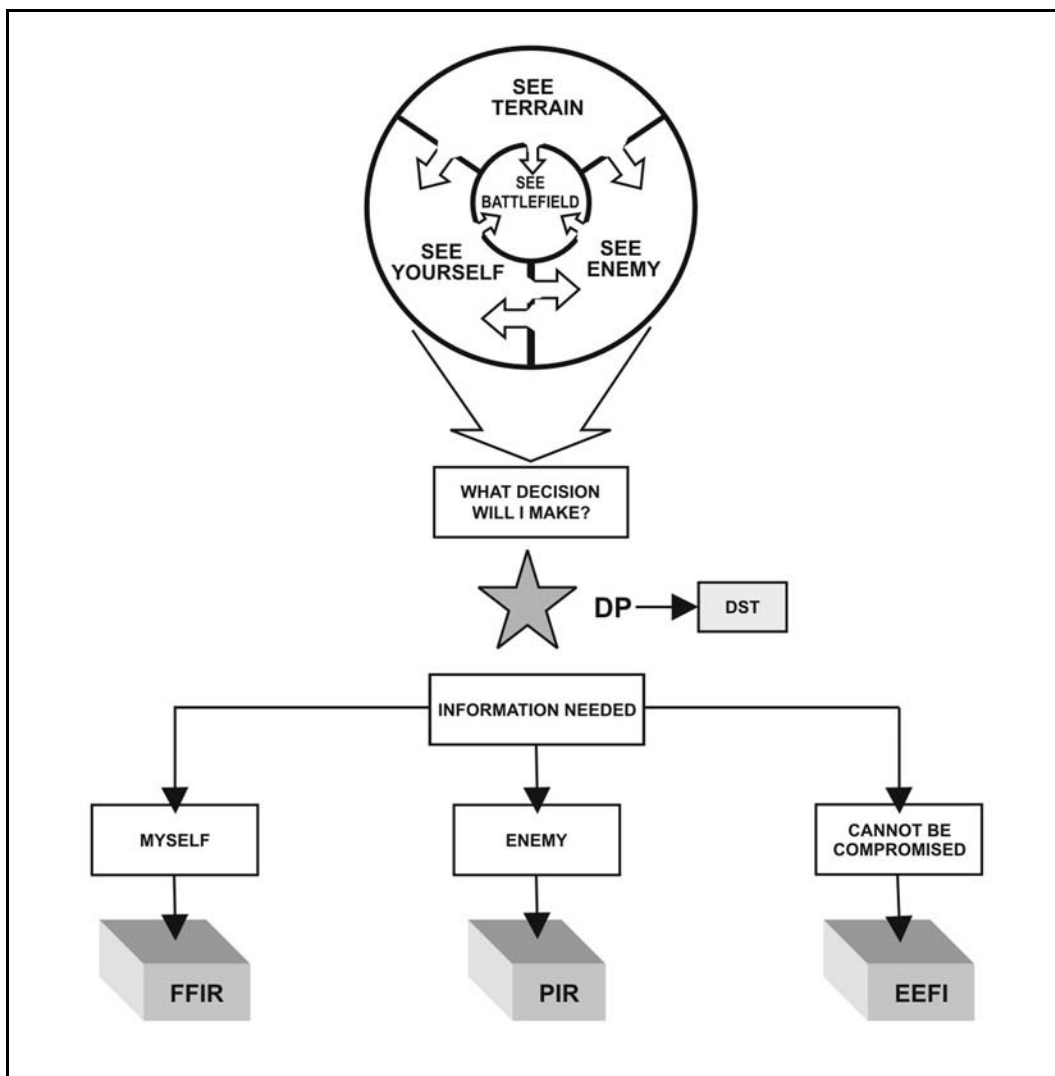 SEE
TERRAIN
SEE
BATTLEFIELD
SEE
YOURSELF
SEE
ENEMY
WHAT DECISION
WILL I MAKE?
DP
DST
INFORMATION NEEDED
MYSELF
ENEMY
CANNOT BE
COMPROMISED
FFIR
PIR
EEFI